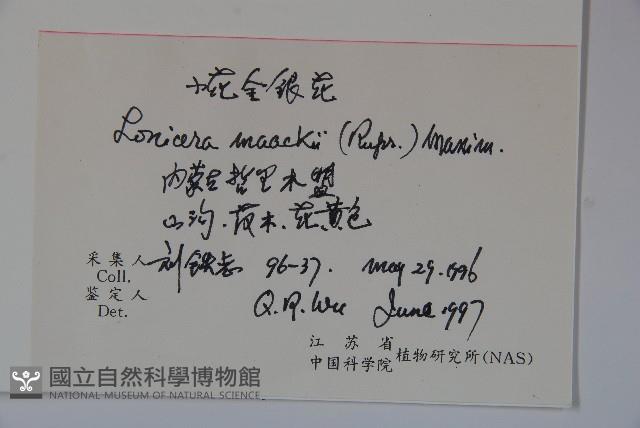 小花金银花
Lonicera maackii (Rupr.) Maxim.
内蒙古哲里木盟
山沟．灌木．花黄色
采集人 刘铁志 96-37. May 29. 1996
Coll.
鉴定人 Q.R.Wu June 1997
Det.
江苏省
中国科学院 植物研究所(NAS)
國立自然科學博物館
NATIONAL MUSEUM OF NATURAL SCIENCE